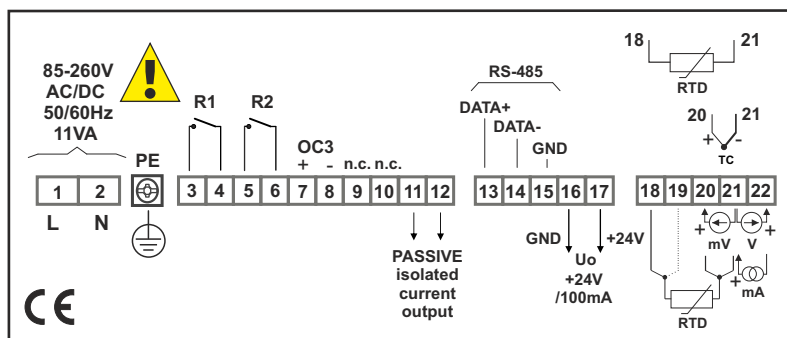 85-260V
AC/DC
50/60Hz
11VA
PE
R1
R2
OC3
+ -
n.c. n.c.
RS-485
DATA+
DATA-
GND
18 21
RTD
20 21
+ -
TC
1 2
3 4 5 6 7 8 9 10 11 12
13 14 15 16 17
18 19 20 21 22
L N
PASSIVE
isolated
current
output
GND
+24V
Uo
+24V
/100mA
+ +
mV V
+
mA
RTD
CE